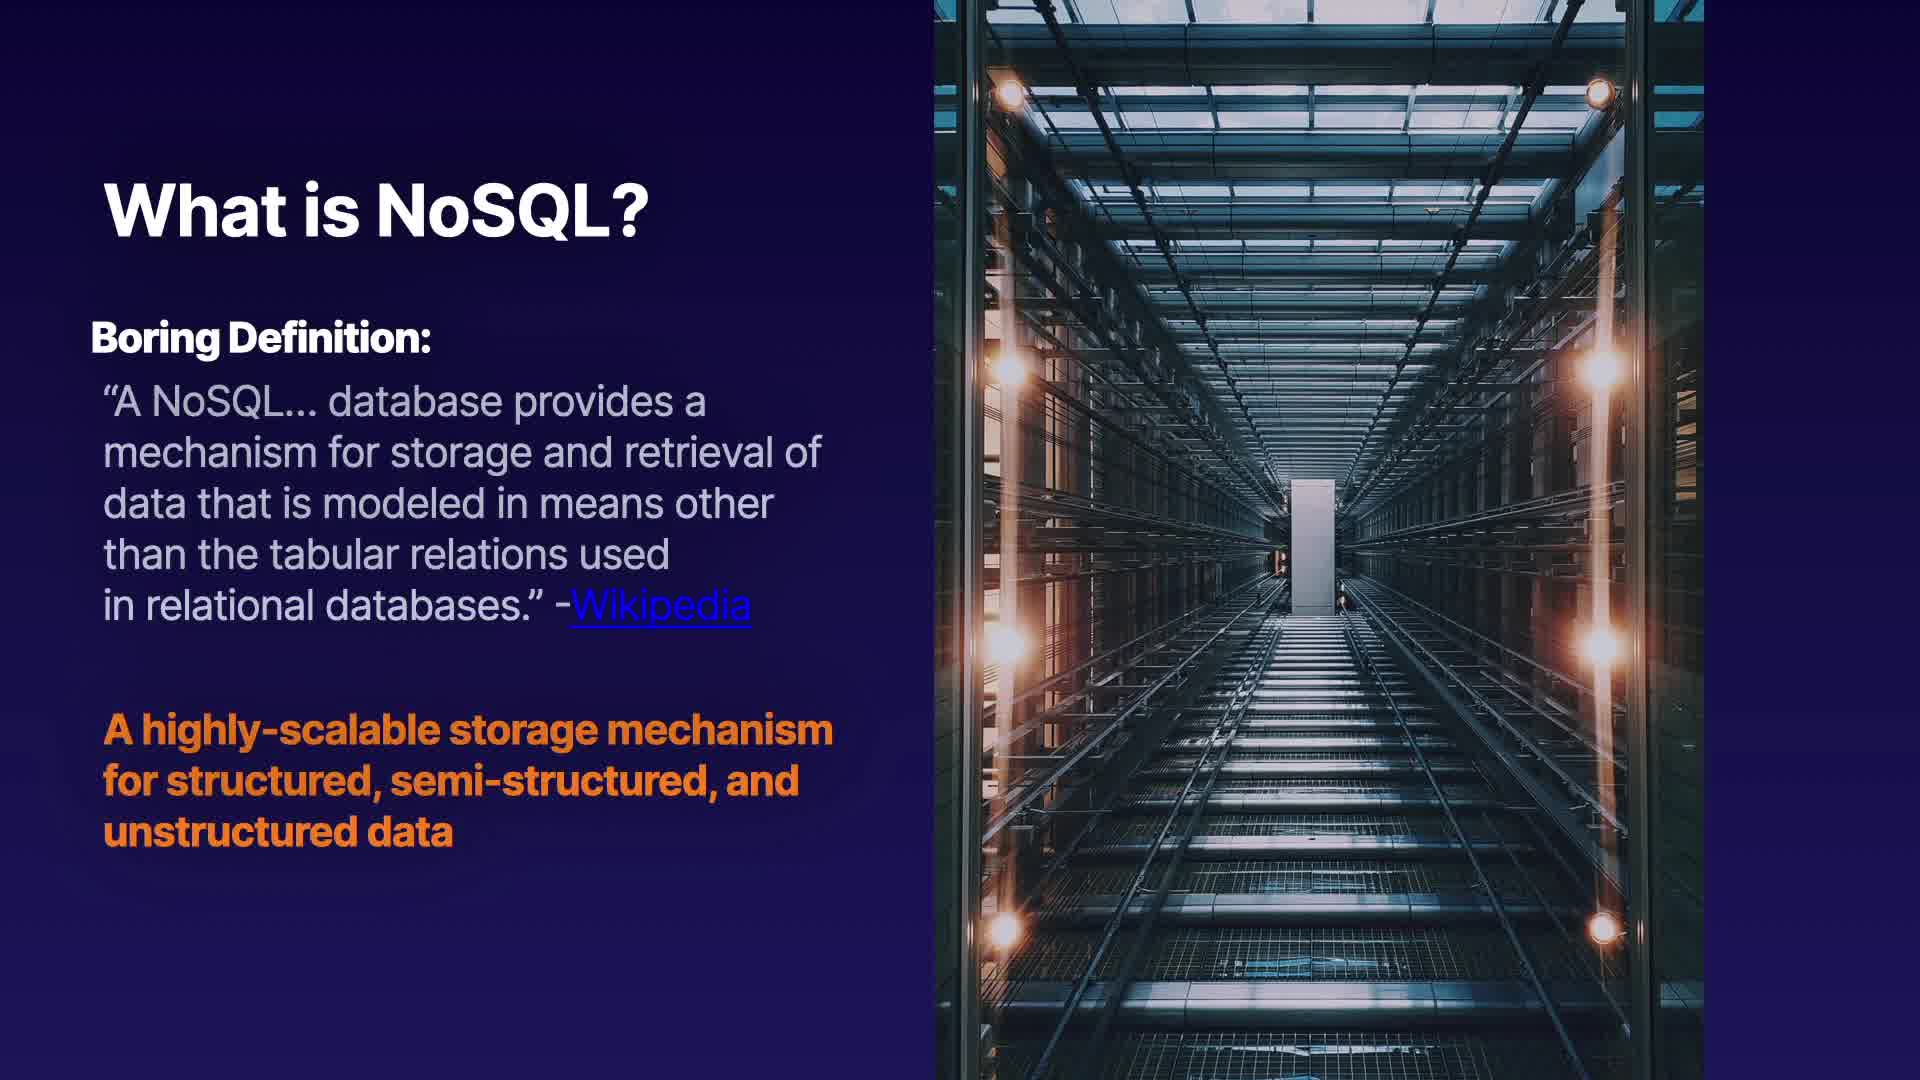 What is NoSQL?
Boring Definition:
“A NoSQL... database provides a
mechanism for storage and retrieval of
data that is modeled in means other
than the tabular relations used
in relational databases.” -Wikipedia
A highly-scalable storage mechanism
for structured, semi-structured, and
unstructured data